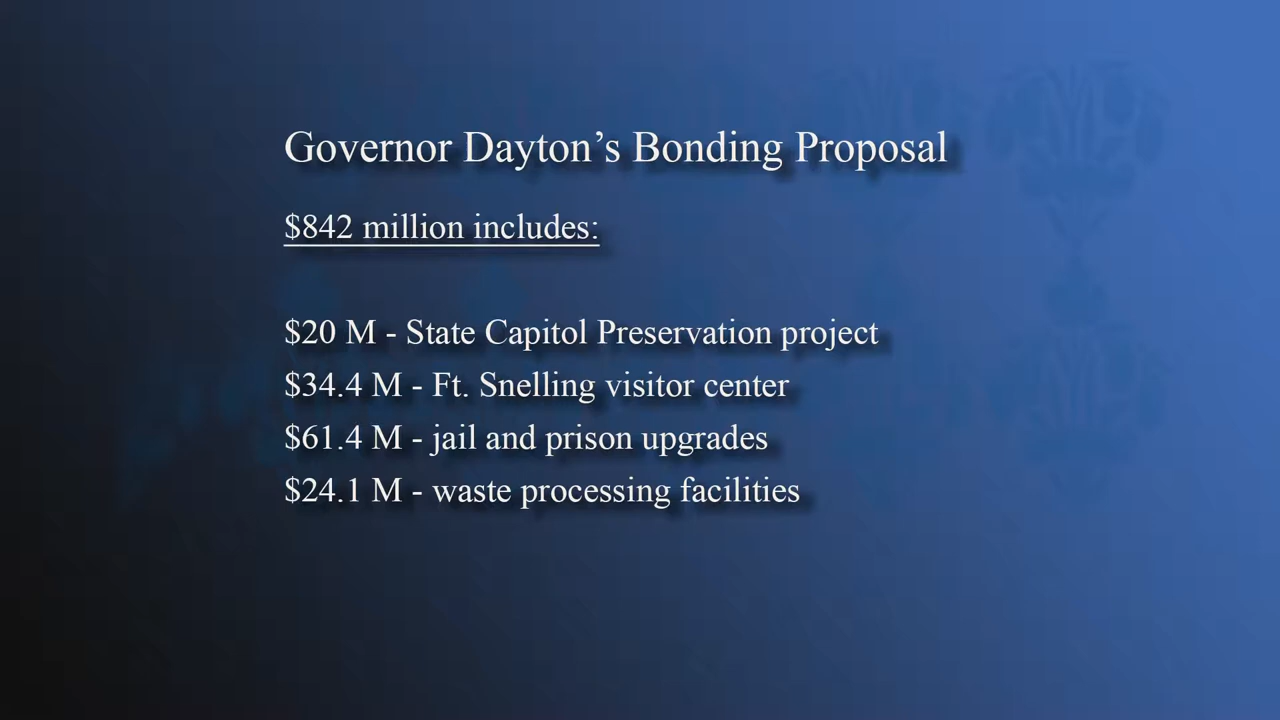 Governor Dayton’s Bonding Proposal
$842 million includes:
$20 M - State Capitol Preservation project
$34.4 M - Ft. Snelling visitor center
$61.4 M - jail and prison upgrades
$24.1 M - waste processing facilities